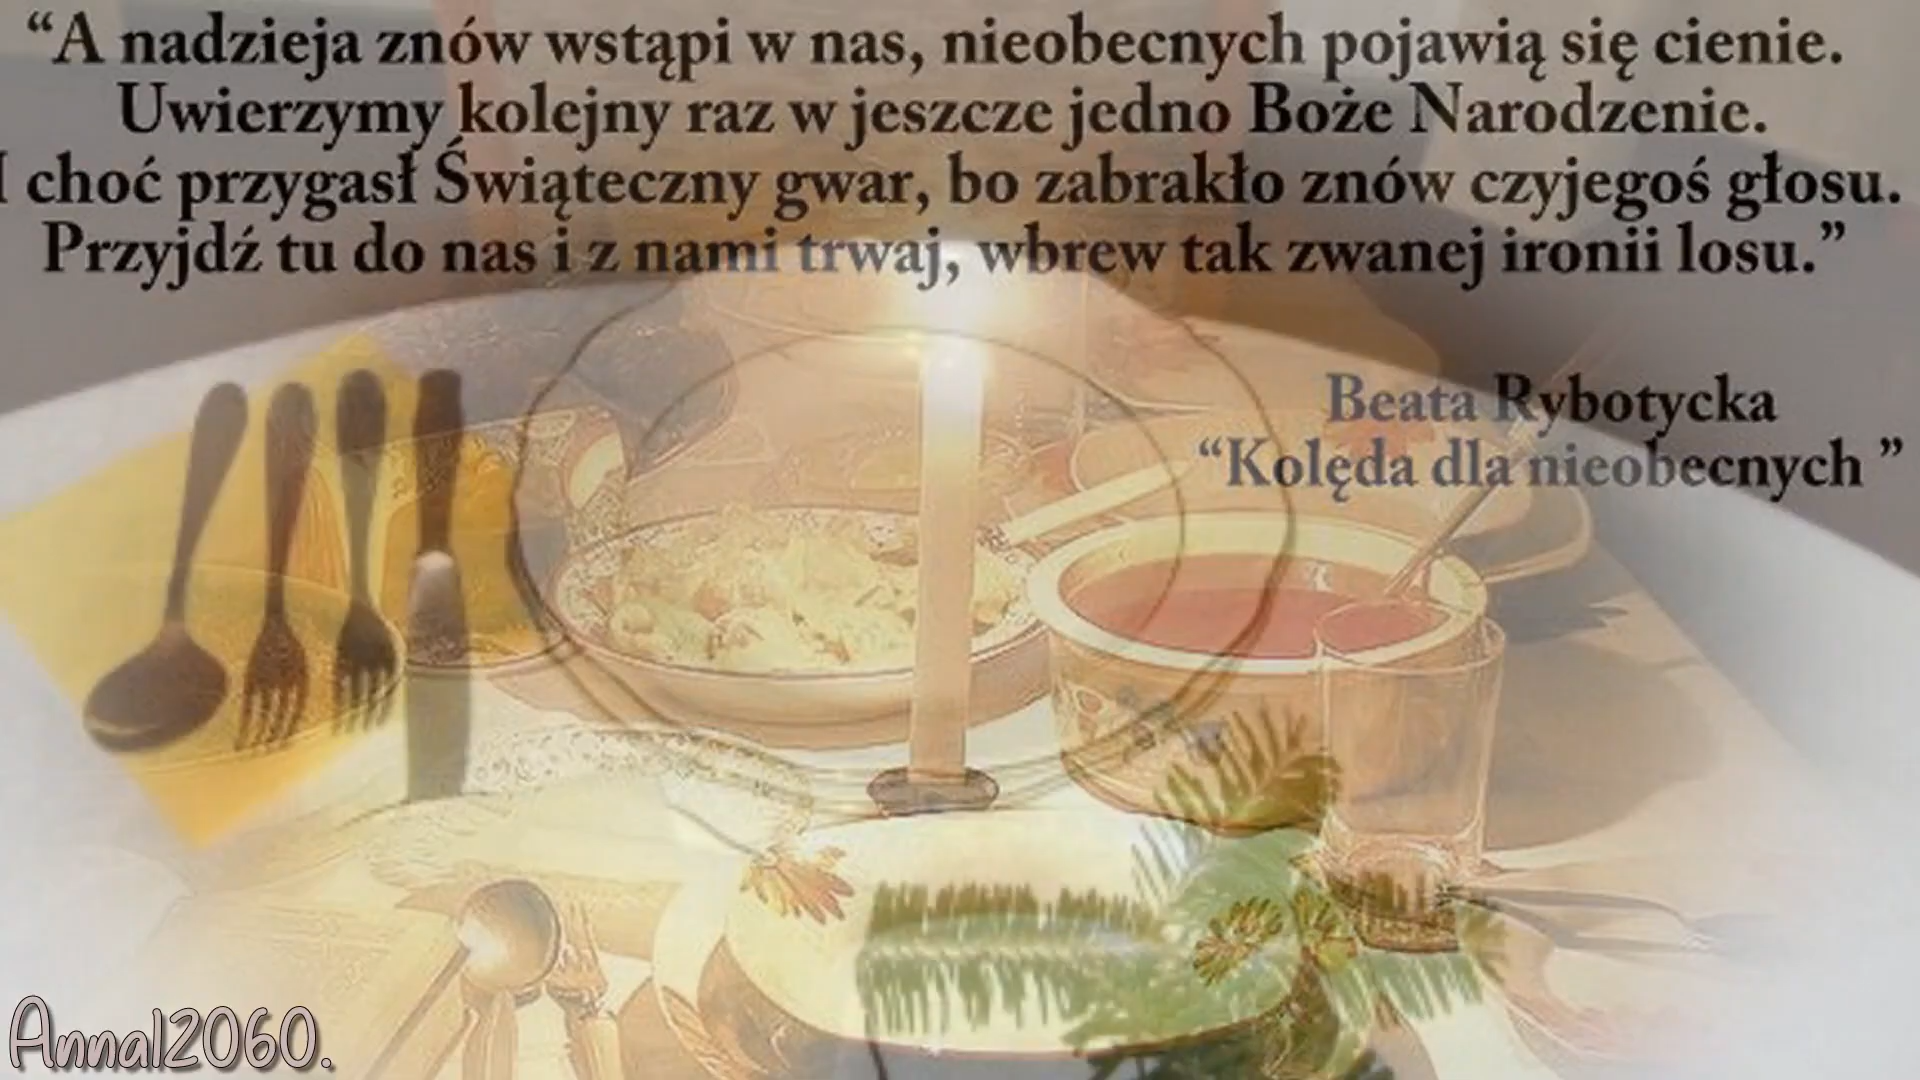 “A nadzieja znów wstąpi w nas, nieobecnych pojawią się cienie.
Uwierzymy kolejny raz w jeszcze jedno Boże Narodzenie.
I choć przygasł Świąteczny gwar, bo zabrakło znów czyjegoś głosu.
Przyjdź tu do nas i z nami trwaj, wbrew tak zwanej ironii losu.”
Beata Rybotycka
“Kolęda dla nieobecnych ”
Anna12060.